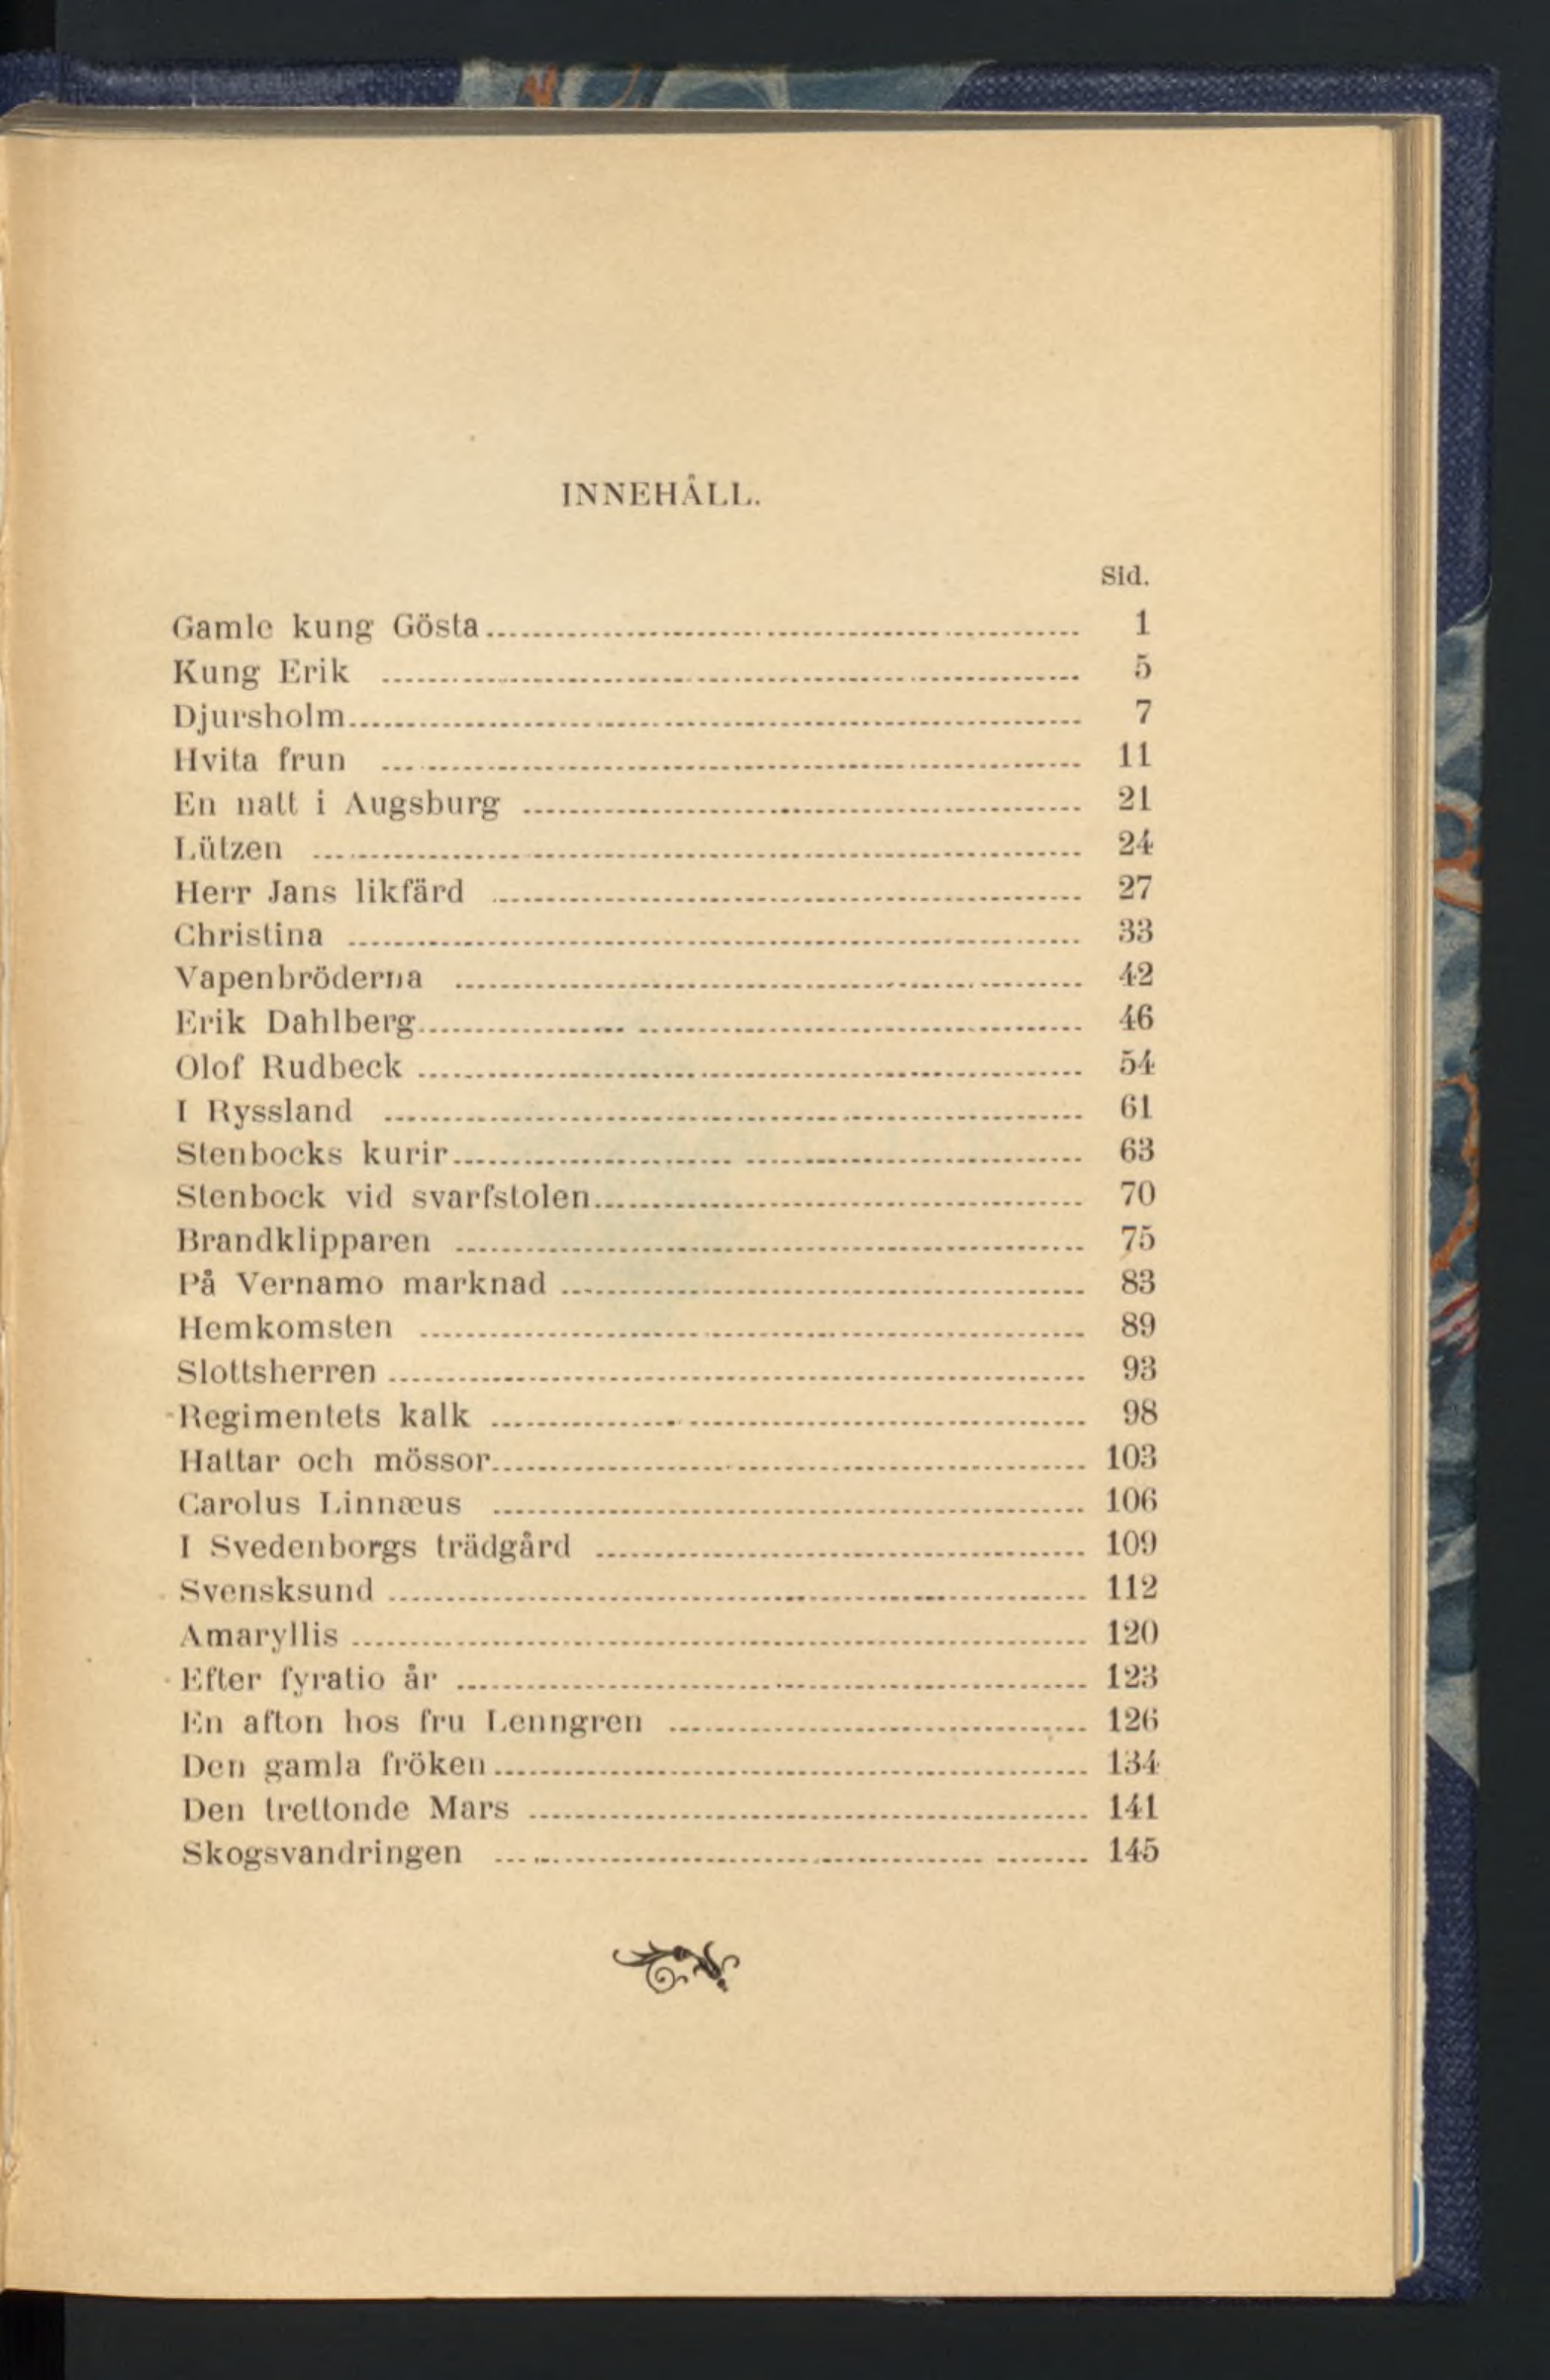 INNEHÅLL.
Sid.
Gamle kung Gösta 1
Kung Erik 5
Djursholm 7
Hvita frun 11
En natt i Augsburg 21
Lützen 24
Herr Jans likfärd 27
Christina 33
Vapenbröderna 42
Erik Dahlberg 46
Olof Rudbeck 54
I Ryssland 61
Stenbocks kurir 63
Stenbock vid svarfstolen 70
Brandklipparen 75
På Vernamo marknad 83
Hemkomsten 89
Slottsherren 93
Regimentets kalk 98
Hattar och mössor 103
Carolus Linnæus 106
I Svedenborgs trädgård 109
Svensksund 112
Amaryllis 120
Efter fyratio år 123
En afton hos fru Lenngren 126
Den gamla fröken 134
Den trettonde Mars 141
Skogsvandringen 145